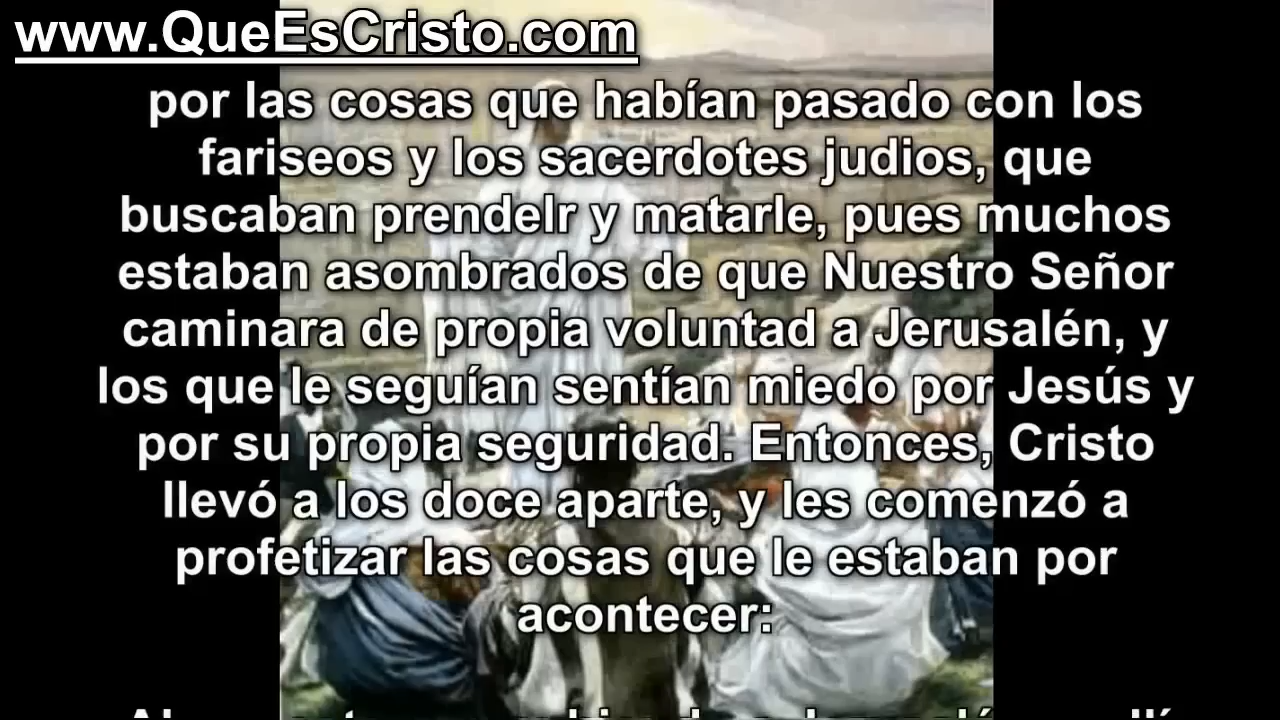 www.QueEsCristo.com
por las cosas que habían pasado con los
fariseos y los sacerdotes judios, que
buscaban prendelr y matarle, pues muchos
estaban asombrados de que Nuestro Señor
caminara de propia voluntad a Jerusalén, y
los que le seguían sentían miedo por Jesús y
por su propia seguridad. Entonces, Cristo
llevó a los doce aparte, y les comenzó a
profetizar las cosas que le estaban por
acontecer: